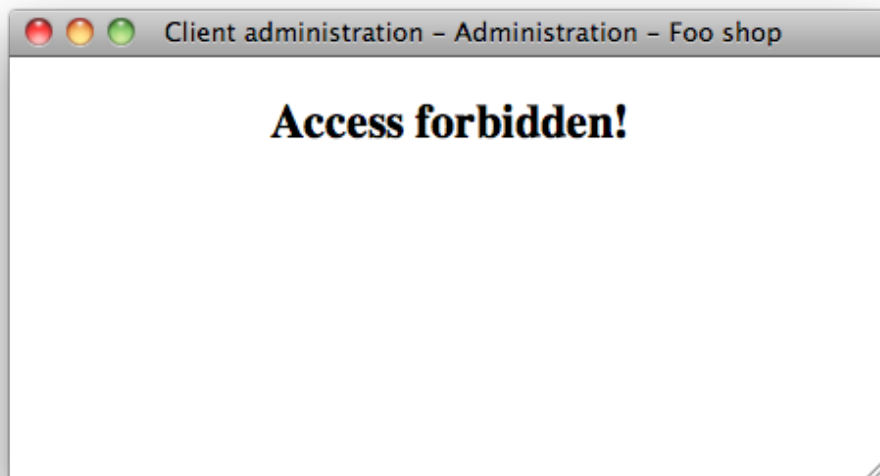 Client administration – Administration – Foo shop
Access forbidden!